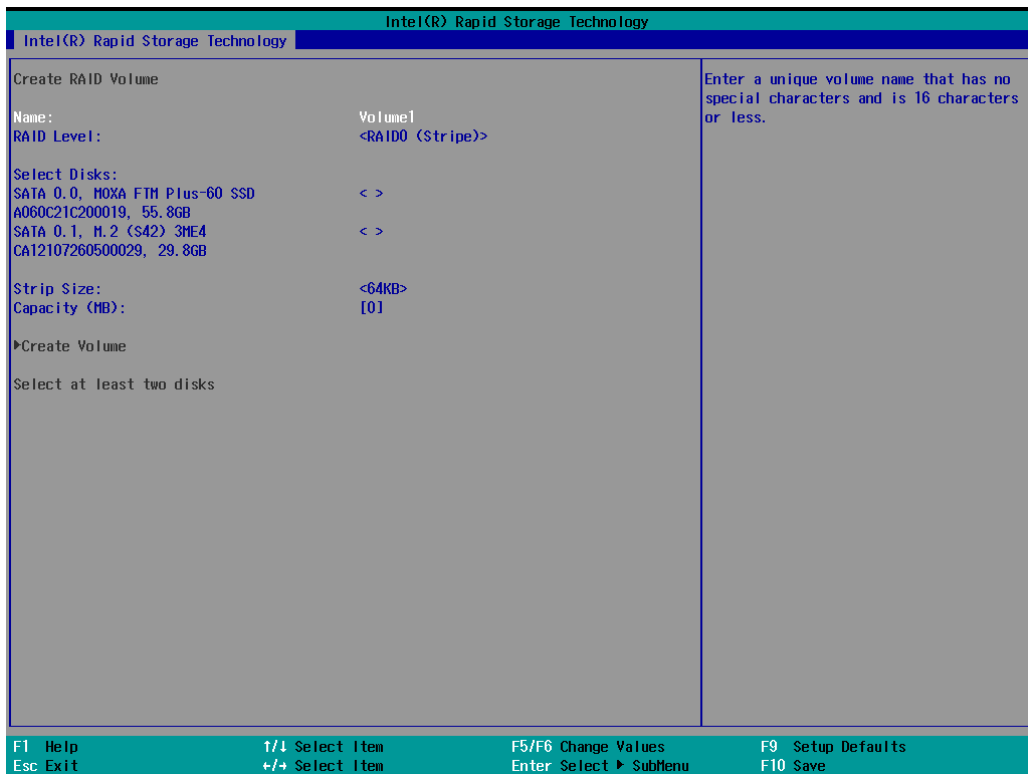 Intel(R) Rapid Storage Technology
Intel(R) Rapid Storage Technology
Create RAID Volume
Enter a unique volume name that has no
special characters and is 16 characters
or less.
Name: Volume1
RAID Level: <RAID0 (Stripe)>
Select Disks:
SATA 0.0, MOXA FTM Plus-60 SSD < >
A060C21C200019, 55.8GB
SATA 0.1, M.2 (S42) 3ME4 < >
CA12107260500029, 29.8GB
Strip Size: <64KB>
Capacity (MB): [0]
▶Create Volume
Select at least two disks
F1 Help ↑/↓ Select Item F5/F6 Change Values F9 Setup Defaults
Esc Exit ←/→ Select Item Enter Select ▶ SubMenu F10 Save